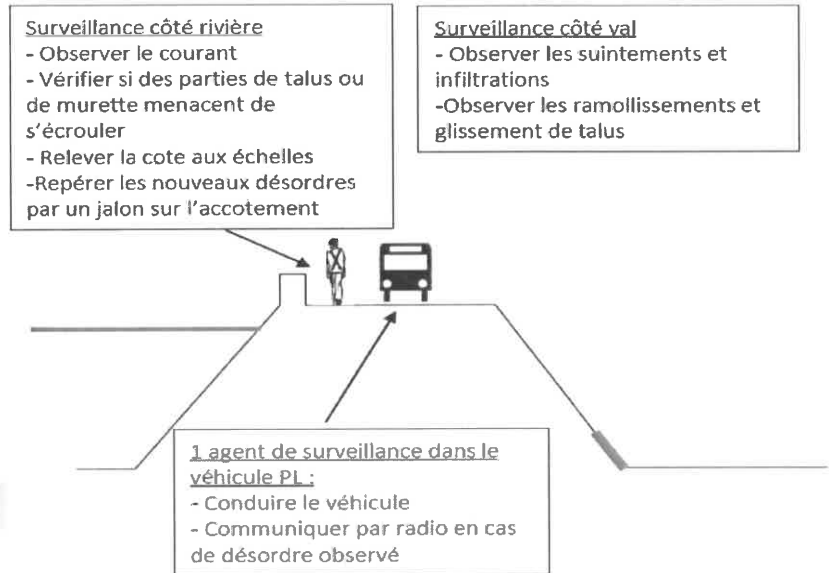 Surveillance côté rivière
- Observer le courant
- Vérifier si des parties de talus ou
de murette menacent de
s'écrouler
- Relever la cote aux échelles
-Repérer les nouveaux désordres
par un jalon sur l'accotement
Surveillance côté val
- Observer les suintements et
infiltrations
-Observer les ramollissements et
glissement de talus
1 agent de surveillance dans le
véhicule PL :
- Conduire le véhicule
- Communiquer par radio en cas
de désordre observé